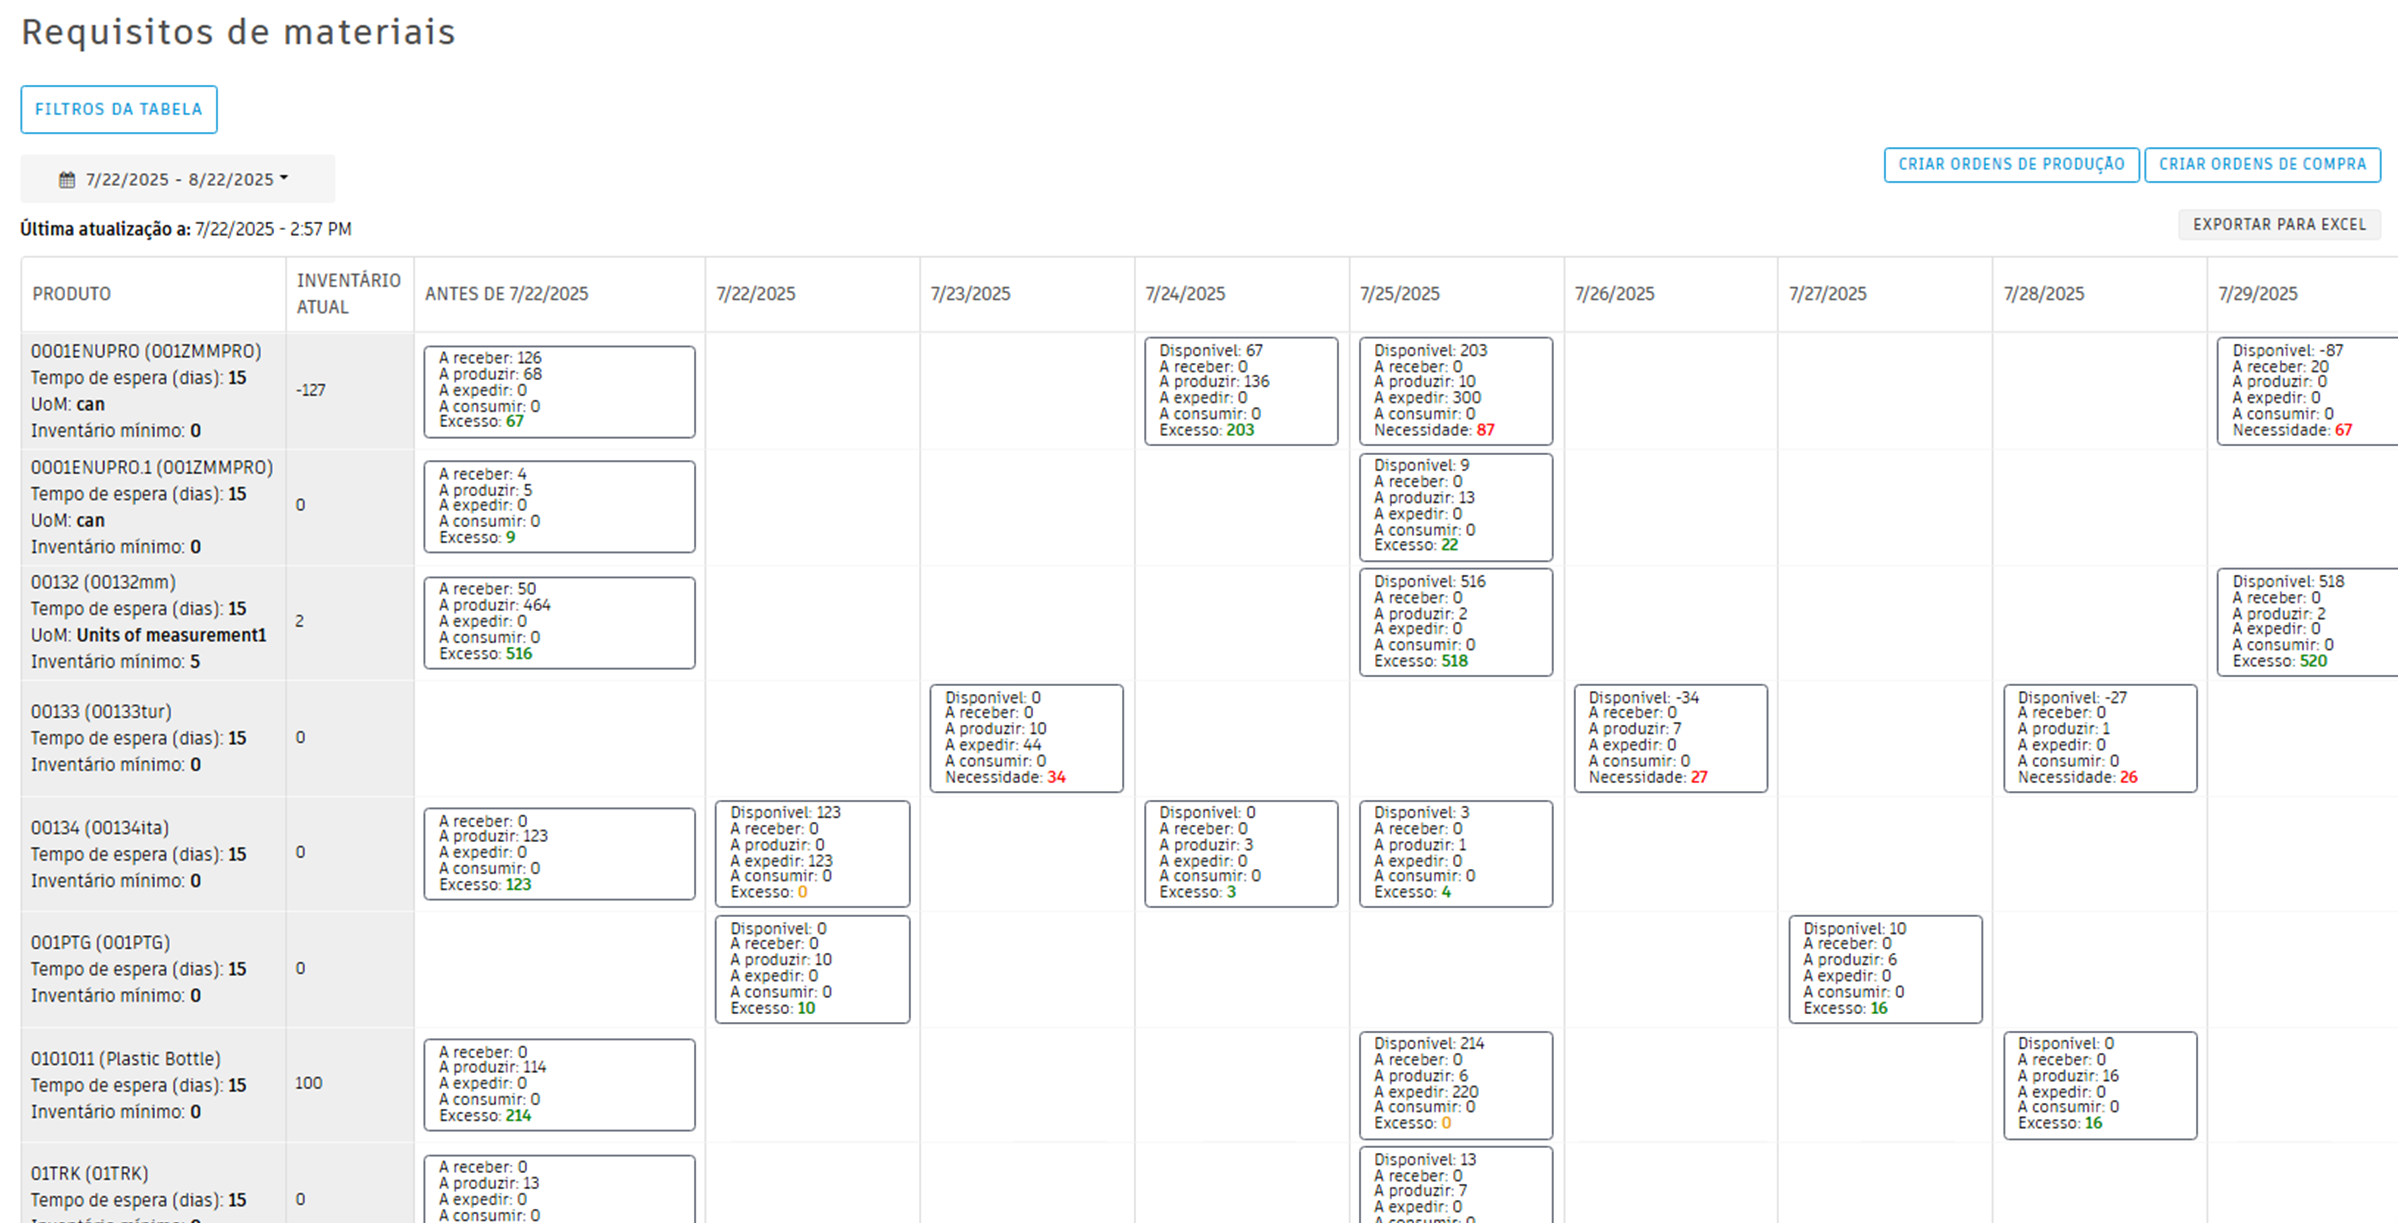 Requisitos de materiais
FILTROS DA TABELA
7/22/2025 - 8/22/2025
CRIAR ORDENS DE PRODUÇÃO
CRIAR ORDENS DE COMPRA
Última atualização a: 7/22/2025 - 2:57 PM
EXPORTAR PARA EXCEL
PRODUTO
INVENTÁRIO
ATUAL
ANTES DE 7/22/2025
7/22/2025
7/23/2025
7/24/2025
7/25/2025
7/26/2025
7/27/2025
7/28/2025
7/29/2025
0001ENUPRO (001ZMMPRO)
Tempo de espera (dias): 15
UoM: can
Inventário mínimo: 0
-127
A receber: 126
A produzir: 68
A expedir: 0
A consumir: 0
Excesso: 67
Disponível: 67
A receber: 0
A produzir: 136
A expedir: 0
A consumir: 0
Excesso: 203
Disponível: 203
A receber: 0
A produzir: 10
A expedir: 300
A consumir: 0
Necessidade: 87
Disponível: -87
A receber: 20
A produzir: 0
A expedir: 0
A consumir: 0
Necessidade: 67
0001ENUPRO.1 (001ZMMPRO)
Tempo de espera (dias): 15
UoM: can
Inventário mínimo: 0
0
A receber: 4
A produzir: 5
A expedir: 0
A consumir: 0
Excesso: 9
Disponível: 9
A receber: 0
A produzir: 13
A expedir: 0
A consumir: 0
Excesso: 22
00132 (00132mm)
Tempo de espera (dias): 15
UoM: Units of measurement1
Inventário mínimo: 5
2
A receber: 50
A produzir: 464
A expedir: 0
A consumir: 0
Excesso: 516
Disponível: 516
A receber: 0
A produzir: 2
A expedir: 0
A consumir: 0
Excesso: 518
Disponível: 518
A receber: 0
A produzir: 2
A expedir: 0
A consumir: 0
Excesso: 520
00133 (00133tur)
Tempo de espera (dias): 15
Inventário mínimo: 0
0
Disponível: 0
A receber: 0
A produzir: 10
A expedir: 44
A consumir: 0
Necessidade: 34
Disponível: -34
A receber: 0
A produzir: 7
A expedir: 0
A consumir: 0
Necessidade: 27
Disponível: -27
A receber: 0
A produzir: 1
A expedir: 0
A consumir: 0
Necessidade: 26
00134 (00134ita)
Tempo de espera (dias): 15
Inventário mínimo: 0
0
A receber: 0
A produzir: 123
A expedir: 0
A consumir: 0
Excesso: 123
Disponível: 123
A receber: 0
A produzir: 0
A expedir: 123
A consumir: 0
Excesso: 0
Disponível: 0
A receber: 0
A produzir: 3
A expedir: 0
A consumir: 0
Excesso: 3
Disponível: 3
A receber: 0
A produzir: 1
A expedir: 0
A consumir: 0
Excesso: 4
001PTG (001PTG)
Tempo de espera (dias): 15
Inventário mínimo: 0
0
Disponível: 0
A receber: 0
A produzir: 10
A expedir: 0
A consumir: 0
Excesso: 10
Disponível: 10
A receber: 0
A produzir: 6
A expedir: 0
A consumir: 0
Excesso: 16
0101011 (Plastic Bottle)
Tempo de espera (dias): 15
Inventário mínimo: 0
100
A receber: 0
A produzir: 114
A expedir: 0
A consumir: 0
Excesso: 214
Disponível: 214
A receber: 0
A produzir: 6
A expedir: 220
A consumir: 0
Excesso: 0
Disponível: 0
A receber: 0
A produzir: 16
A expedir: 0
A consumir: 0
Excesso: 16
01TRK (01TRK)
Tempo de espera (dias): 15
0
A receber: 0
A produzir: 13
A expedir: 0
A consumir: 0
Disponível: 13
A receber: 0
A produzir: 7
A expedir: 0